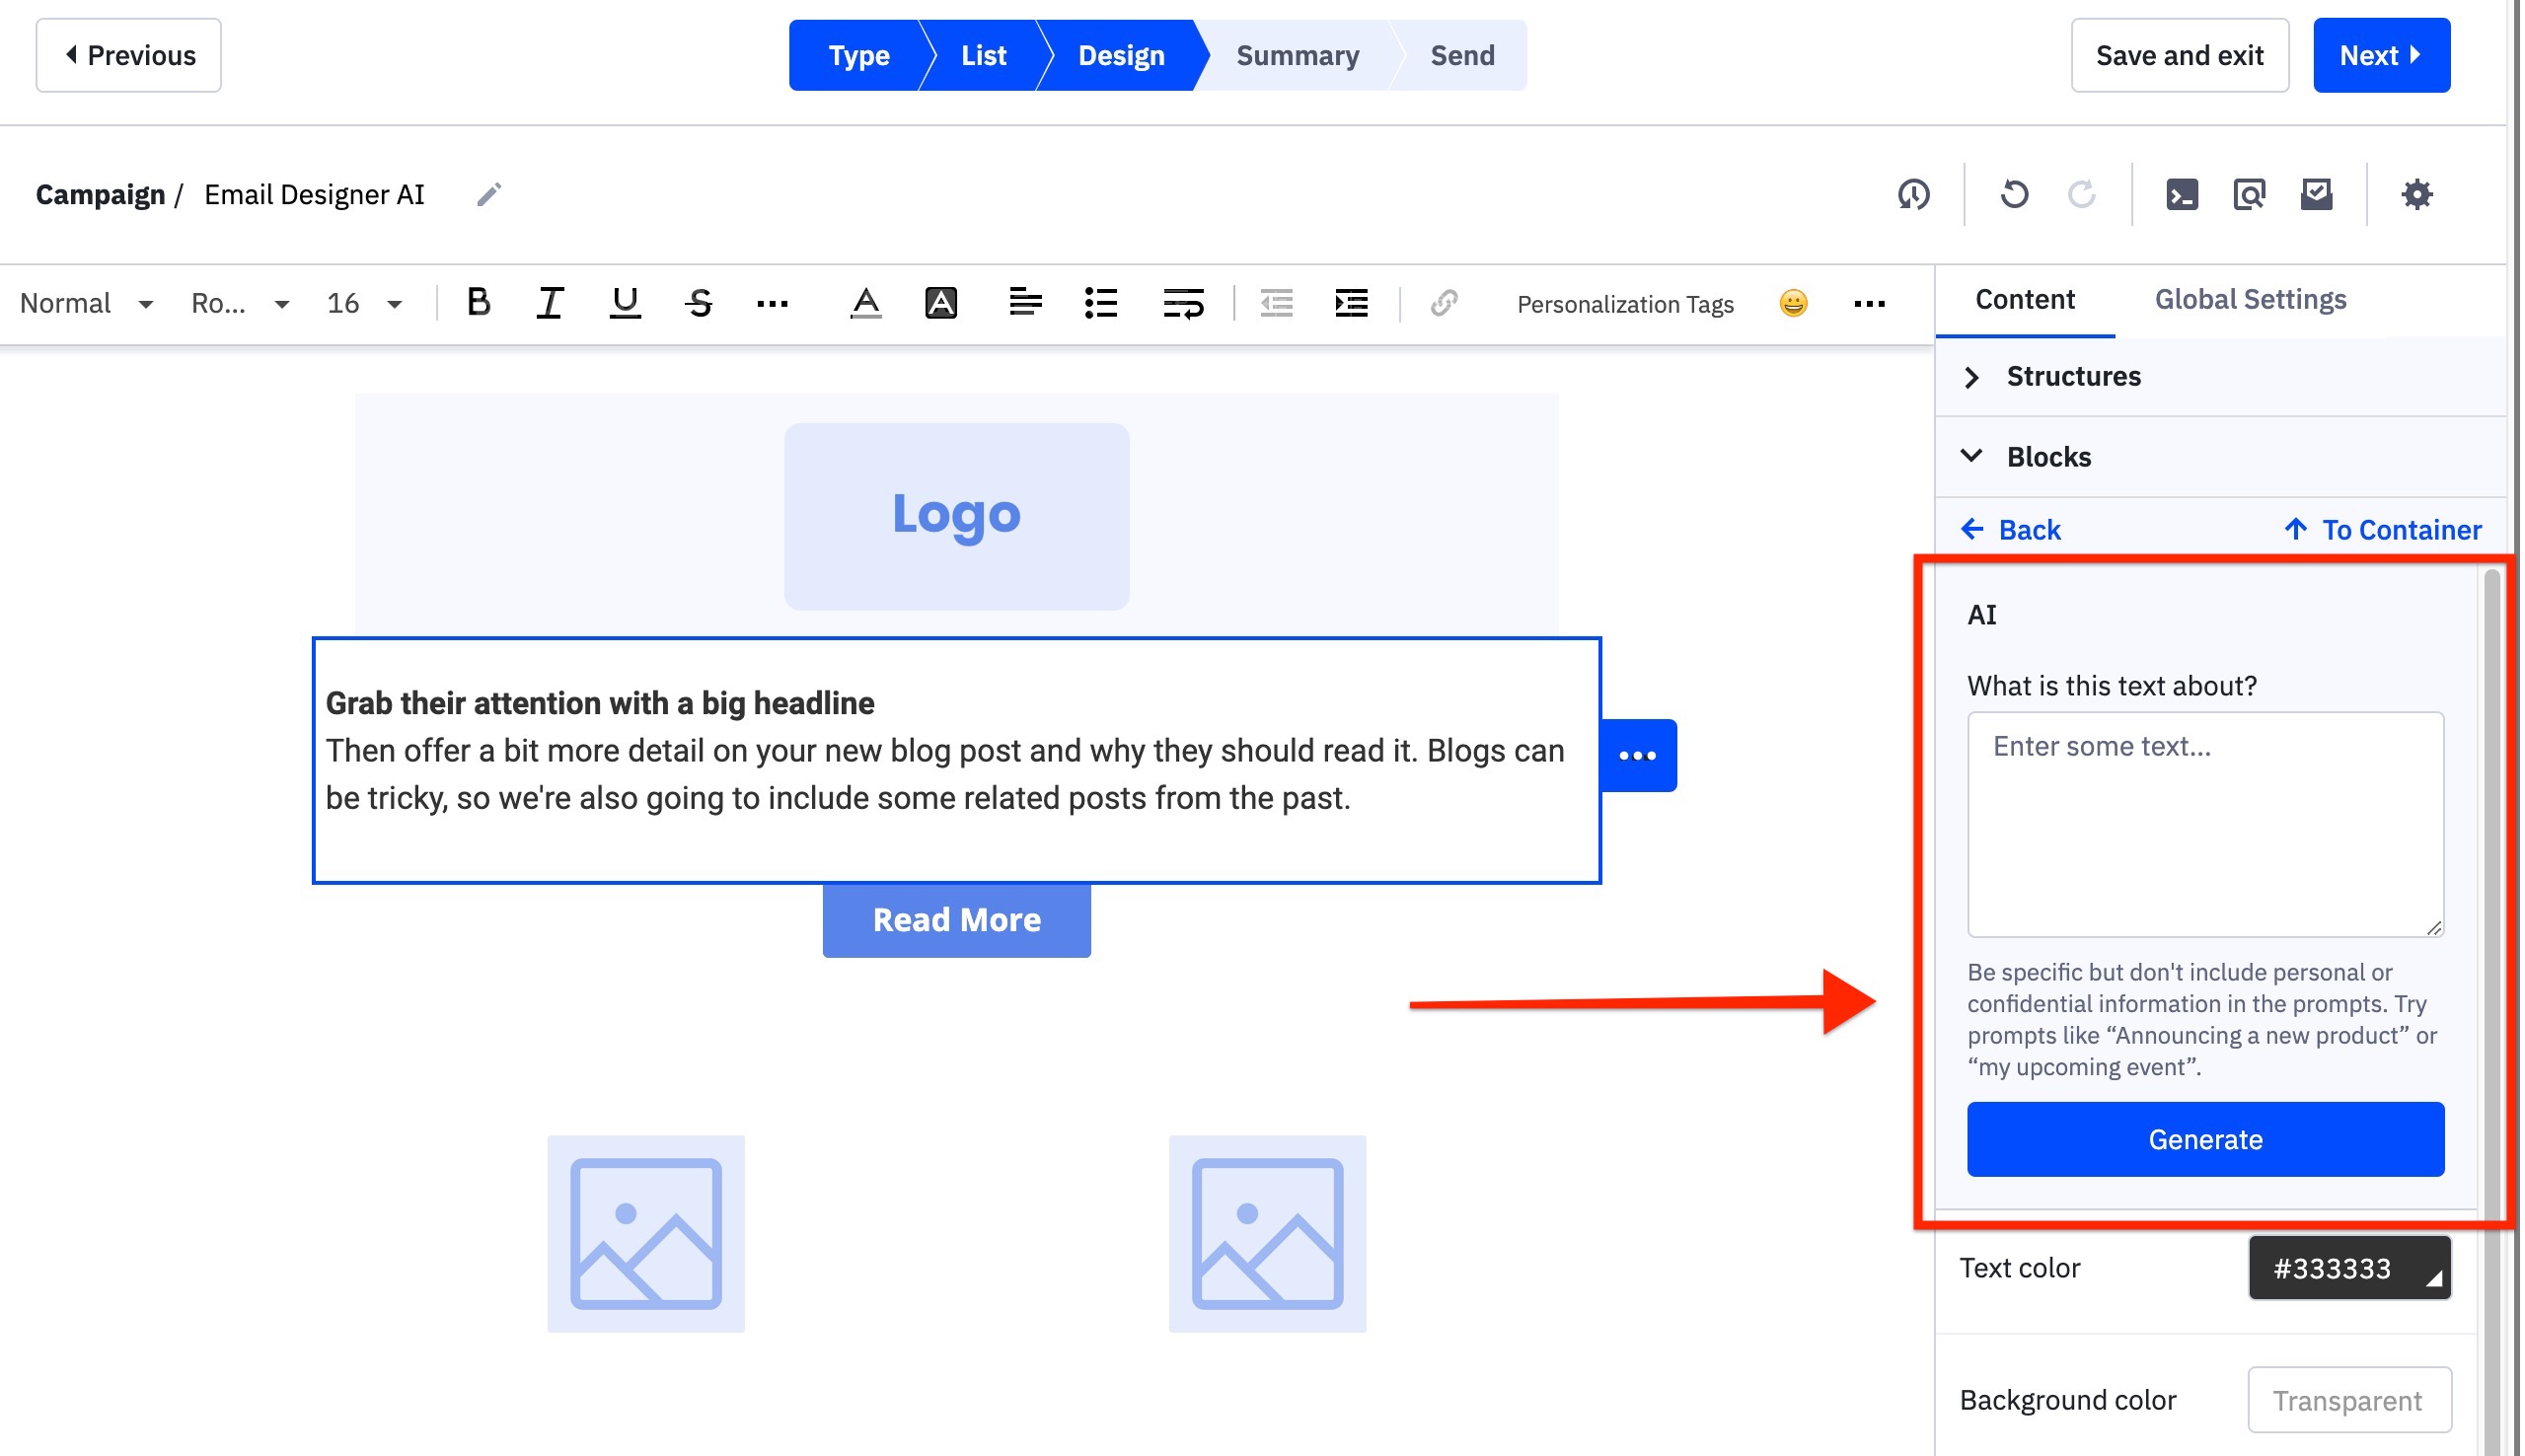 Previous
Type
List
Design
Summary
Send
Save and exit
Next
Campaign / Email Designer AI
Normal
Ro...
16
B I U S
A
A
Personalization Tags
Content
Global Settings
Structures
Blocks
Back
To Container
Logo
Grab their attention with a big headline
Then offer a bit more detail on your new blog post and why they should read it. Blogs can
be tricky, so we're also going to include some related posts from the past.
Read More
AI
What is this text about?
Enter some text...
Be specific but don't include personal or
confidential information in the prompts. Try
prompts like “Announcing a new product” or
“my upcoming event”.
Generate
Text color
#333333
Background color
Transparent